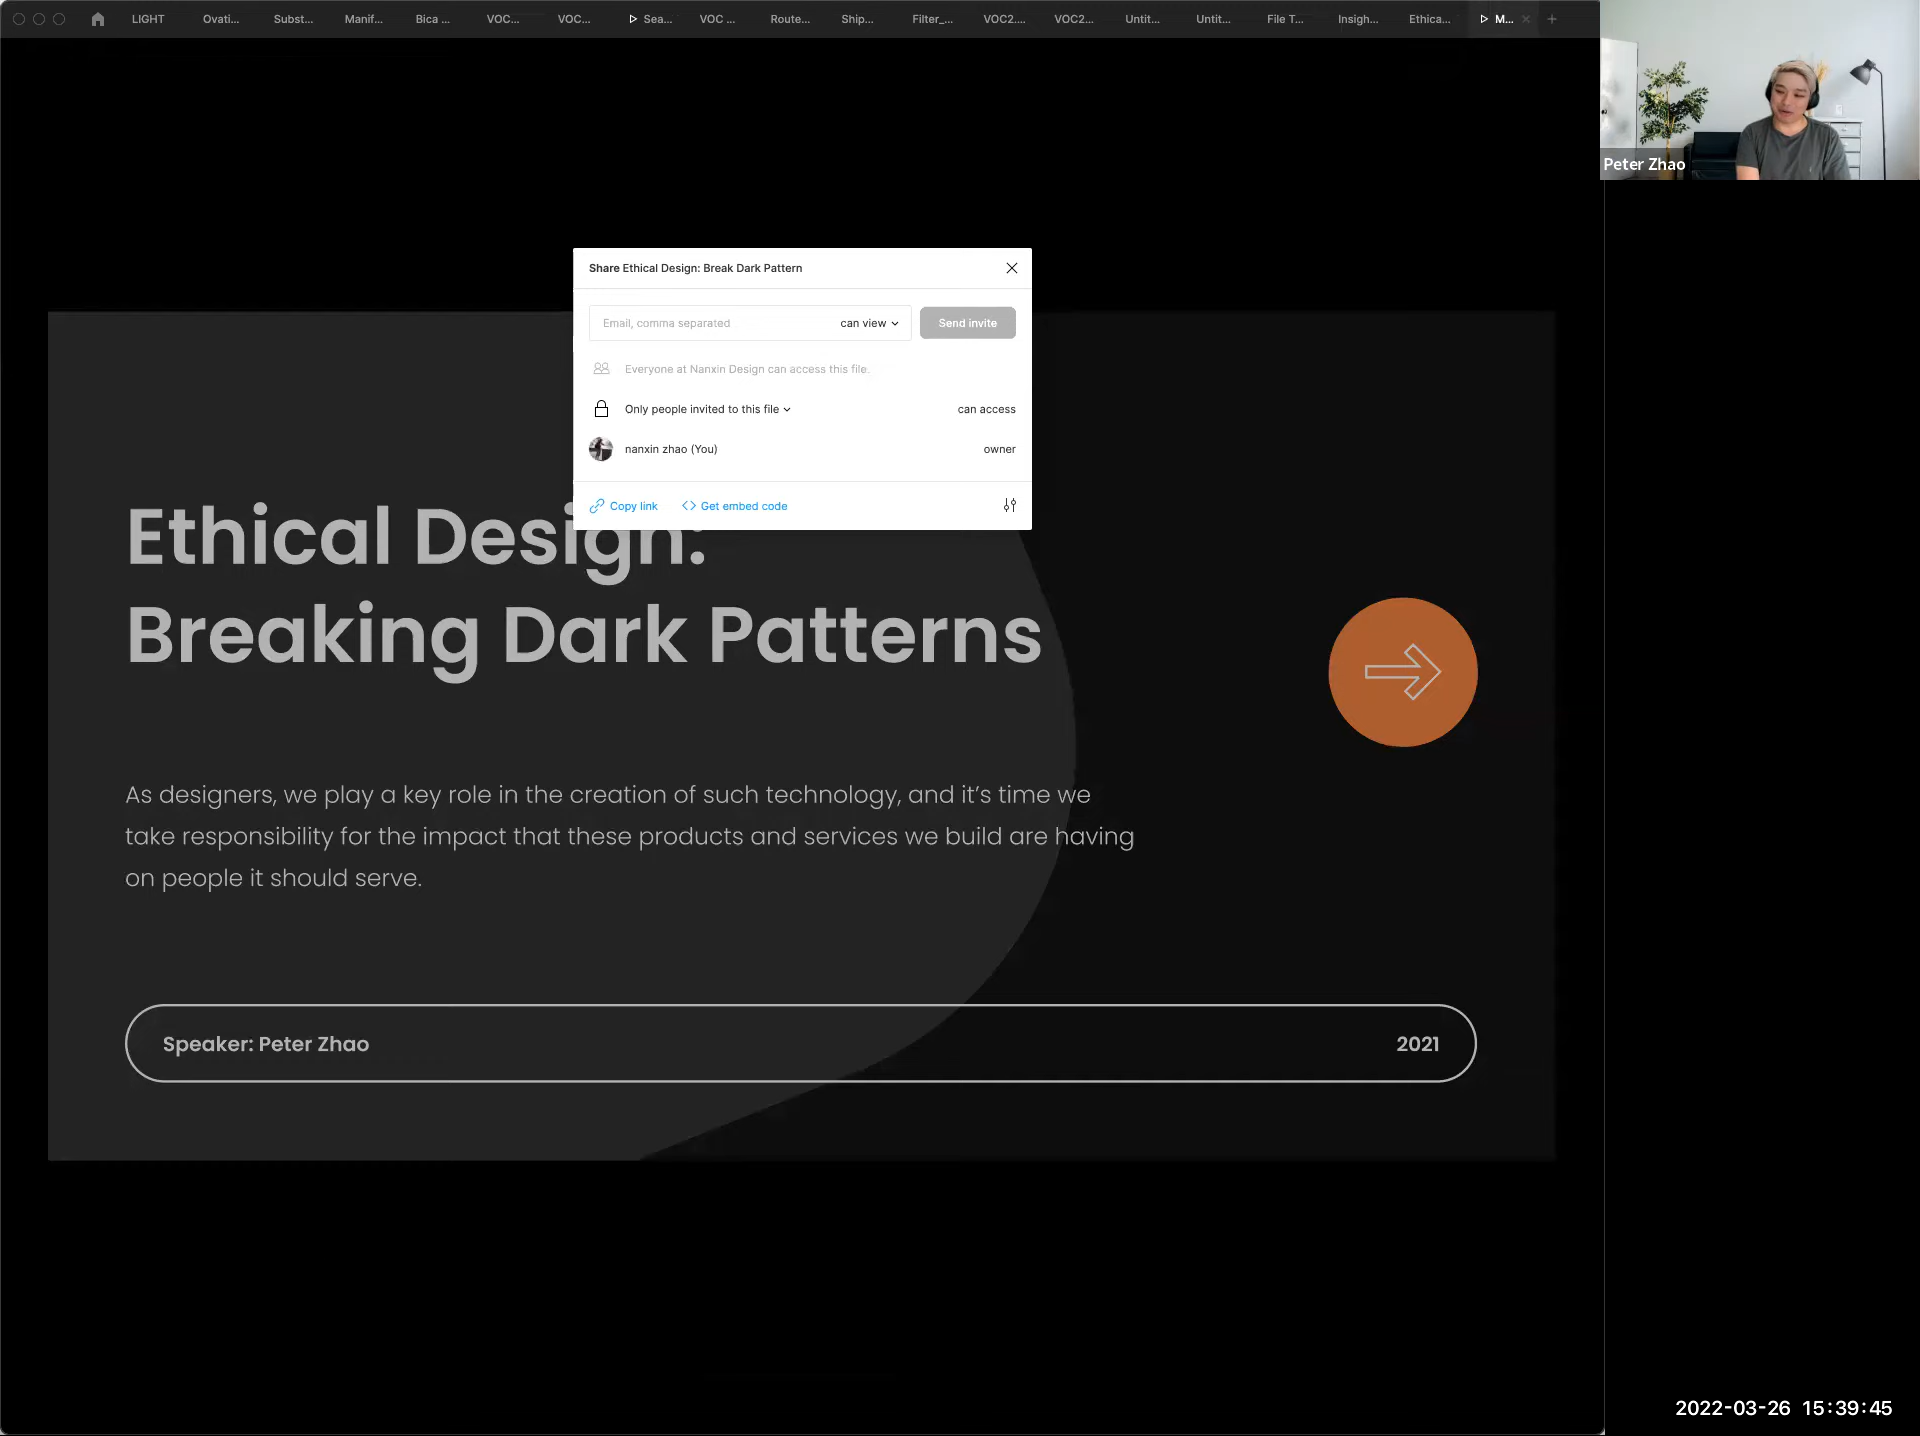 LIGHT
Ovati...
Subst...
Manif...
Bica ...
VOC...
VOC...
Sea...
VOC ...
Route...
Ship...
Filter_...
VOC2....
VOC2...
Untit...
Untit...
File T...
Insigh...
Ethica...
M...
Peter Zhao
Share Ethical Design: Break Dark Pattern
Email, comma separated
can view
Send invite
Everyone at Nanxin Design can access this file.
Only people invited to this file
can access
nanxin zhao (You)
owner
Copy link
Get embed code
Ethical Design:
Breaking Dark Patterns
As designers, we play a key role in the creation of such technology, and it's time we
take responsibility for the impact that these products and services we build are having
on people it should serve.
Speaker: Peter Zhao
2021
2022-03-26 15:39:45